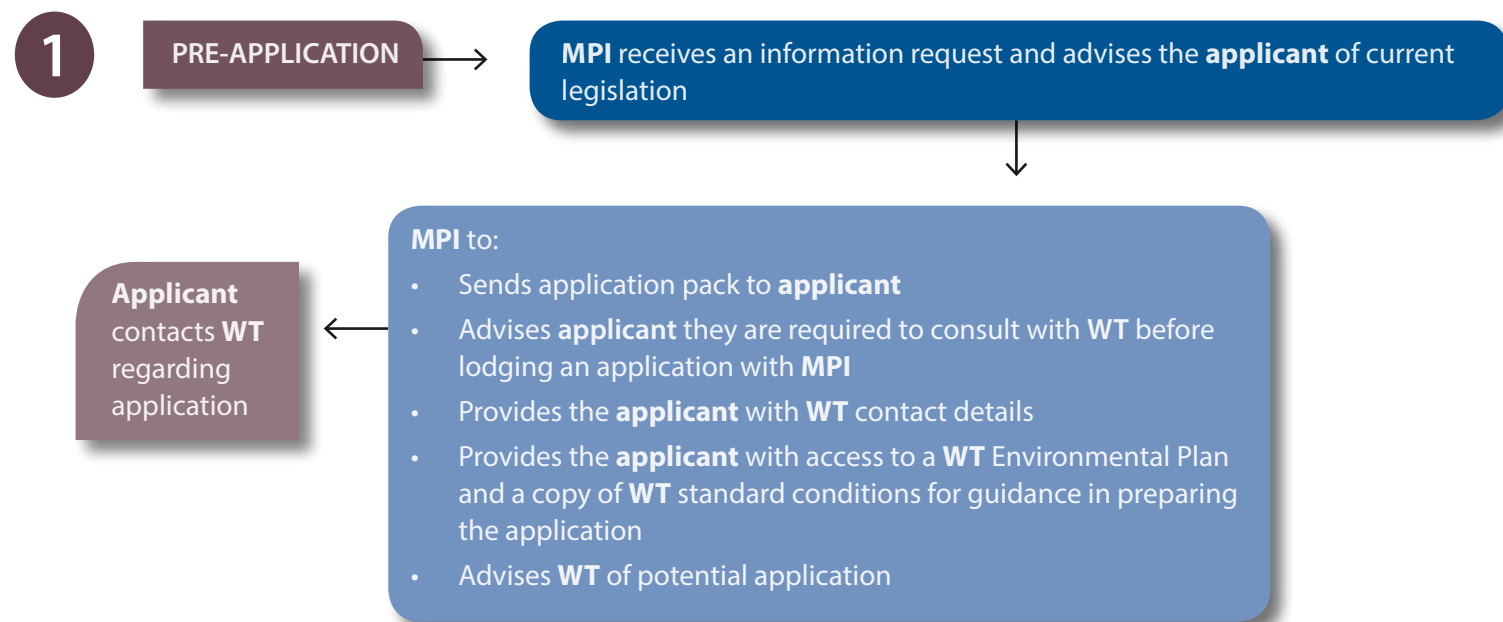 1
PRE-APPLICATION
MPI receives an information request and advises the applicant of current
legislation
MPI to:
• Sends application pack to applicant
• Advises applicant they are required to consult with WT before
lodging an application with MPI
• Provides the applicant with WT contact details
• Provides the applicant with access to a WT Environmental Plan
and a copy of WT standard conditions for guidance in preparing
the application
• Advises WT of potential application
Applicant
contacts WT
regarding
application